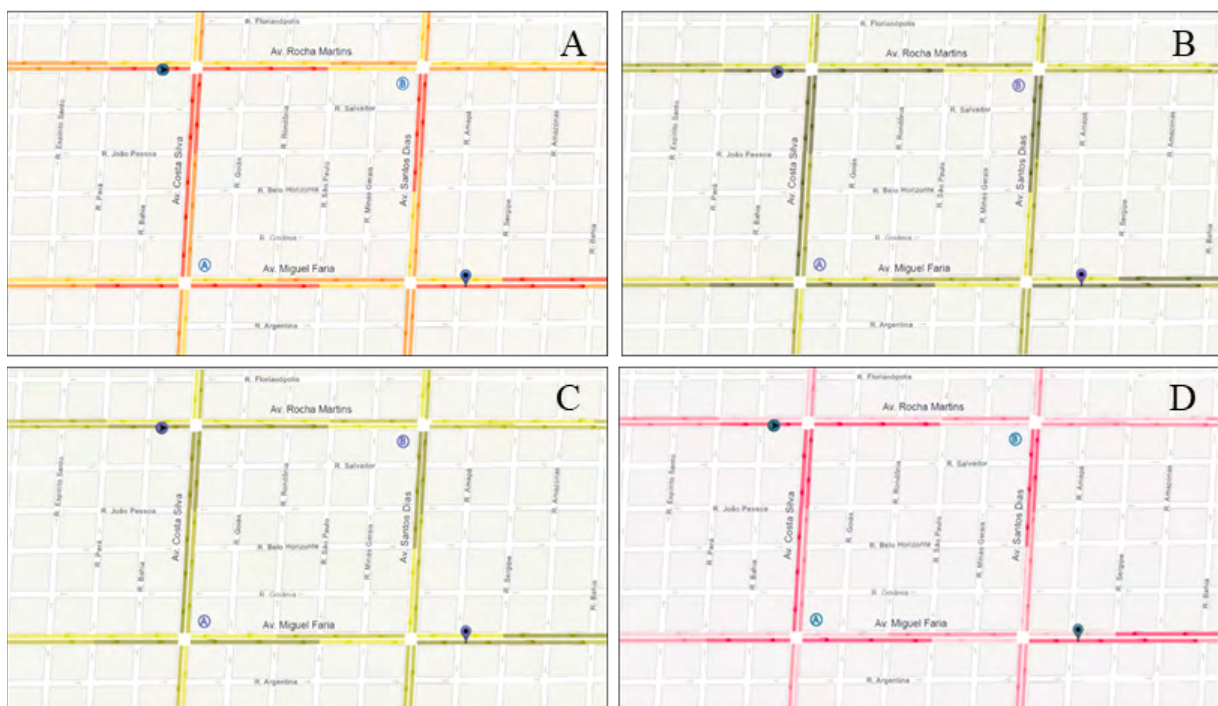 A
R. Florianópolis
Av. Rocha Martins
B
R. Salvador
R. Espírito Santo
R. Rondônia
R. Amapá
R. Amazonas
R. João Pessoa
Av. Costa Silva
R. Goiás
R. São Paulo
R. Minas Gerais
Av. Santos Dias
R. Pará
R. Bahia
R. Belo Horizonte
R. Sergipe
R. Bahia
R. Goiânia
A
Av. Miguel Faria
R. Argentina
B
R. Florianópolis
Av. Rocha Martins
B
R. Salvador
R. Espírito Santo
R. Rondônia
R. Amapá
R. Amazonas
R. João Pessoa
Av. Costa Silva
R. Goiás
R. São Paulo
R. Minas Gerais
Av. Santos Dias
R. Pará
R. Bahia
R. Belo Horizonte
R. Sergipe
R. Bahia
R. Goiânia
A
Av. Miguel Faria
R. Argentina
C
R. Florianópolis
Av. Rocha Martins
B
R. Salvador
R. Espírito Santo
R. Rondônia
R. Amapá
R. Amazonas
R. João Pessoa
Av. Costa Silva
R. Goiás
R. São Paulo
R. Minas Gerais
Av. Santos Dias
R. Pará
R. Bahia
R. Belo Horizonte
R. Sergipe
R. Bahia
R. Goiânia
A
Av. Miguel Faria
R. Argentina
D
R. Florianópolis
Av. Rocha Martins
B
R. Salvador
R. Espírito Santo
R. Rondônia
R. Amapá
R. Amazonas
R. João Pessoa
Av. Costa Silva
R. Goiás
R. São Paulo
R. Minas Gerais
Av. Santos Dias
R. Pará
R. Bahia
R. Belo Horizonte
R. Sergipe
R. Bahia
R. Goiânia
A
Av. Miguel Faria
R. Argentina